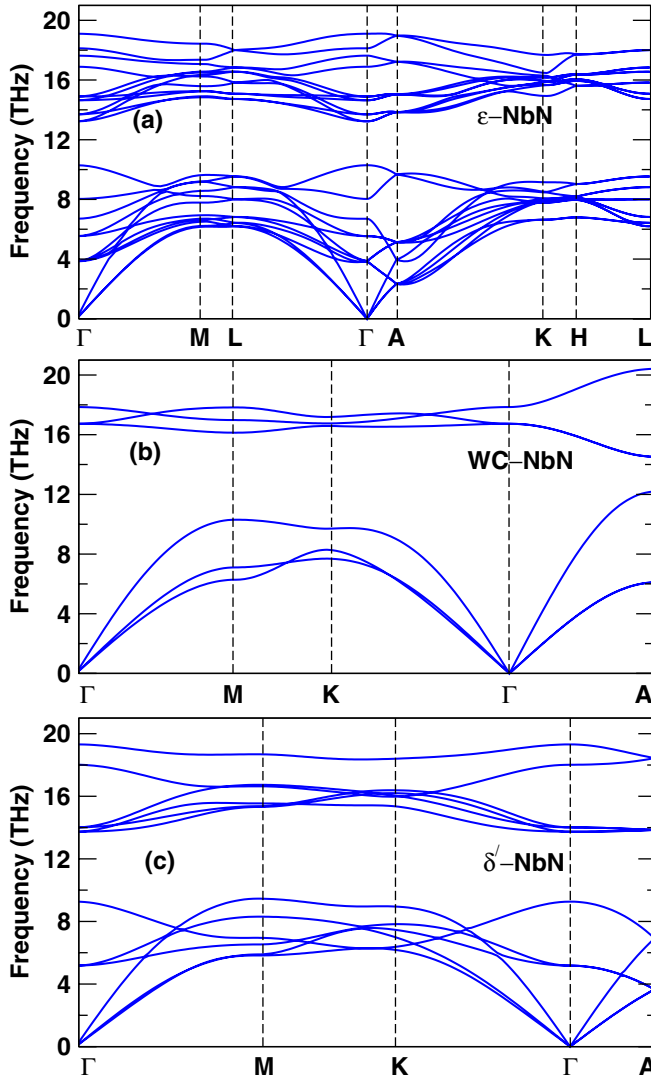 20
16
12
8
4
0
Frequency (THz)
(a)
ε–NbN
Γ M L Γ A K H L
20
16
12
8
4
0
Frequency (THz)
(b)
WC–NbN
Γ M K Γ A
20
16
12
8
4
0
Frequency (THz)
(c)
δ′–NbN
Γ M K Γ A